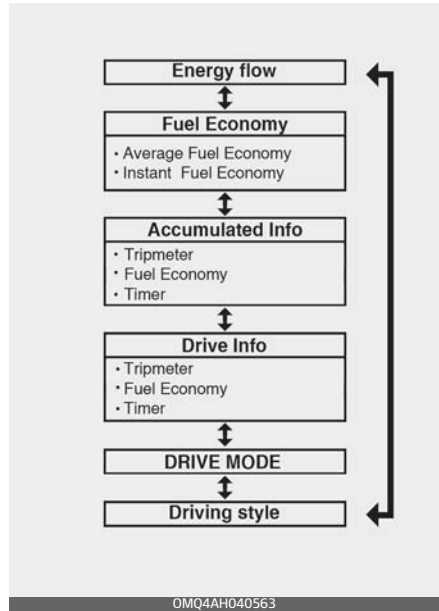 Energy flow
Fuel Economy
· Average Fuel Economy
· Instant Fuel Economy
Accumulated Info
· Tripmeter
· Fuel Economy
· Timer
Drive Info
· Tripmeter
· Fuel Economy
· Timer
DRIVE MODE
Driving style
OMQ4AH040563